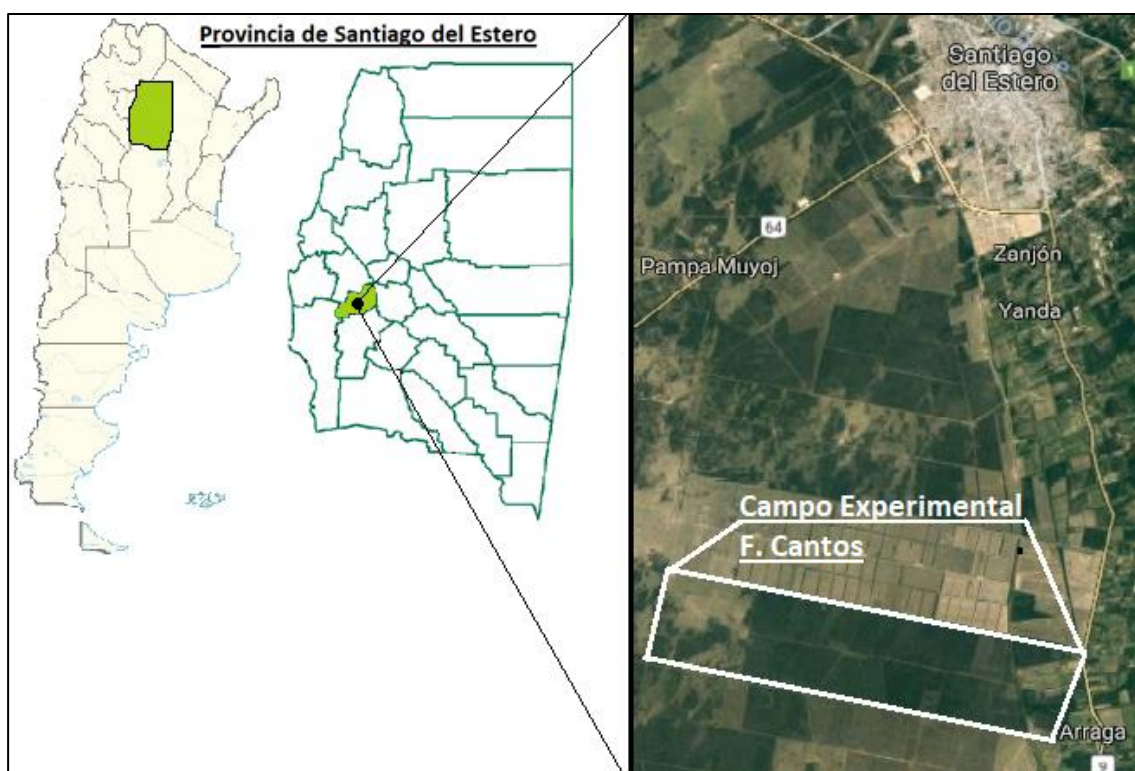 Provincia de Santiago del Estero
Santiago
del Estero
64
Zanjón
Pampa Muyoj
Yanda
Campo Experimental
F. Cantos
Arraga
9